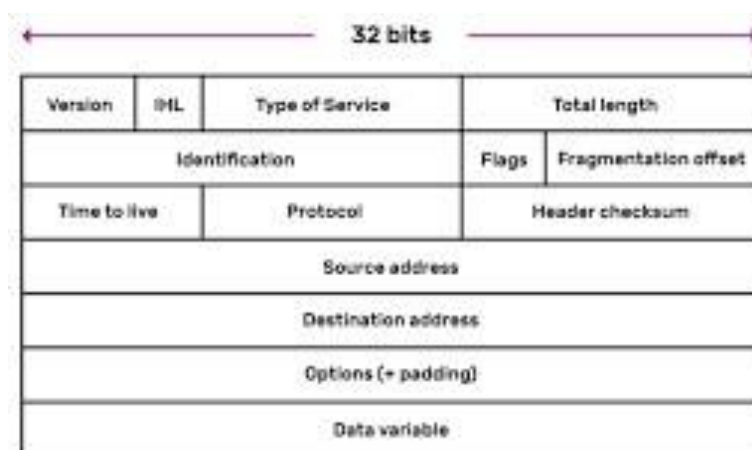 32 bits
Version IHL Type of Service Total length
Identification Flags Fragmentation offset
Time to live Protocol Header checksum
Source address
Destination address
Options (+ padding)
Data variable